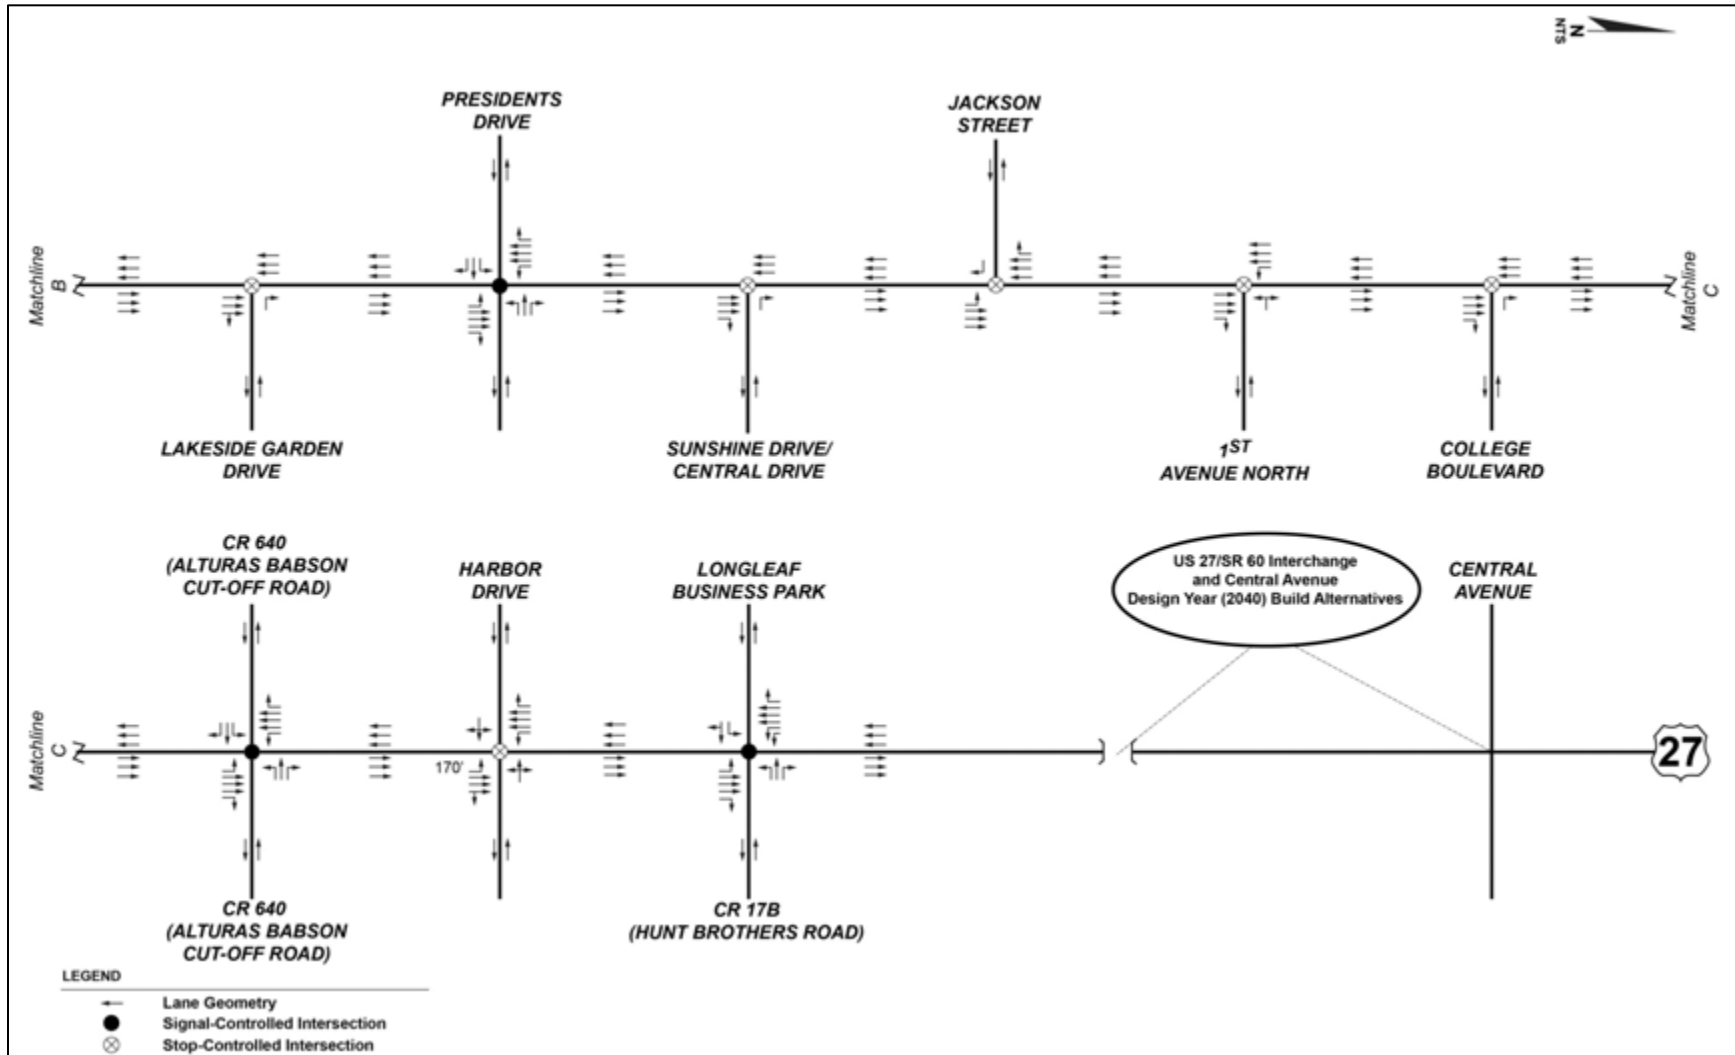 N
NTS
PRESIDENTS
DRIVE
JACKSON
STREET
Matchline
B
Matchline
C
LAKESIDE GARDEN
DRIVE
SUNSHINE DRIVE/
CENTRAL DRIVE
1ST
AVENUE NORTH
COLLEGE
BOULEVARD
CR 640
(ALTURAS BABSON
CUT-OFF ROAD)
HARBOR
DRIVE
LONGLEAF
BUSINESS PARK
US 27/SR 60 Interchange
and Central Avenue
Design Year (2040) Build Alternatives
CENTRAL
AVENUE
Matchline
C
170'
27
CR 640
(ALTURAS BABSON
CUT-OFF ROAD)
CR 17B
(HUNT BROTHERS ROAD)
LEGEND
Lane Geometry
Signal-Controlled Intersection
Stop-Controlled Intersection